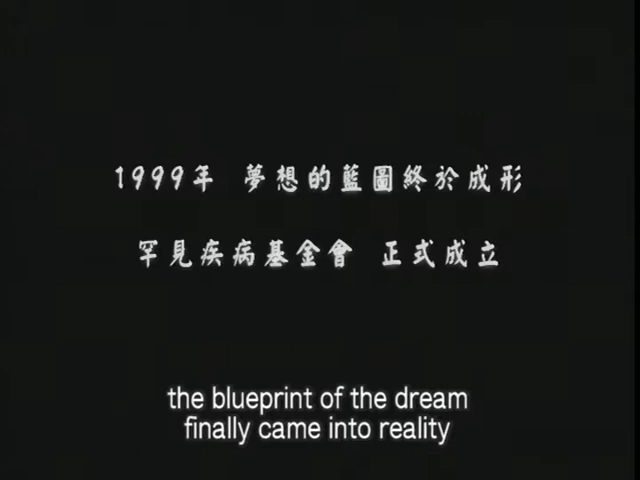 1999年 夢想的藍圖終於成形
罕見疾病基金會 正式成立
the blueprint of the dream
finally came into reality